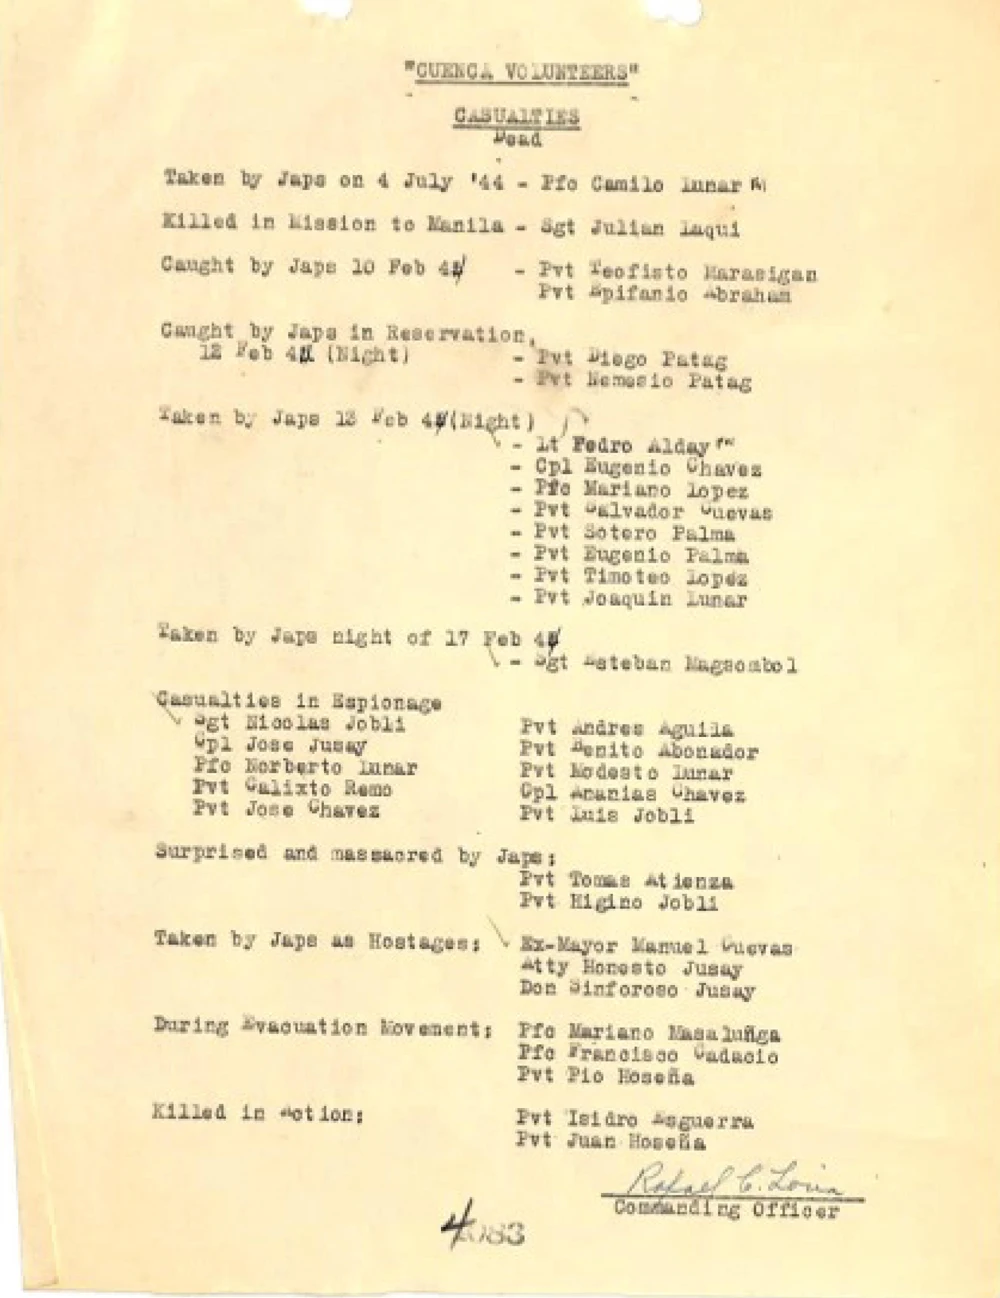 "CUENCA VOLUNTEERS"
CASUALTIES
Dead
Taken by Japs on 4 July '44 - Pfc Camilo Lunar
Killed in Mission to Manila - Sgt Julian Laqui
Caught by Japs 10 Feb 45 - Pvt Teofisto Marasigan
Pvt Epifanio Abraham
Caught by Japs in Reservation,
12 Feb 45 (Night) - Pvt Diego Patag
- Pvt Nemesio Patag
Taken by Japs 13 Feb 45 (Night)
- Lt Pedro Alday
- Cpl Eugenio Chavez
- Pfc Mariano Lopez
- Pvt Salvador Cuevas
- Pvt Sotero Palma
- Pvt Eugenio Palma
- Pvt Timoteo Lopez
- Pvt Joaquin Lunar
Taken by Japs night of 17 Feb 45
- Sgt Esteban Magsombol
Casualties in Espionage
Sgt Nicolas Jobli Pvt Andres Aguila
Cpl Jose Jusay Pvt Benito Abonador
Pfc Norberto Lunar Pvt Modesto Lunar
Pvt Calixto Remo Cpl Ananias Chavez
Pvt Jose Chavez Pvt Luis Jobli
Surprised and massacred by Japs:
Pvt Tomas Atienza
Pvt Higino Jobli
Taken by Japs as Hostages: Ex-Mayor Manuel Cuevas
Atty Honesto Jusay
Don Sinforoso Jusay
During Evacuation Movement: Pfc Mariano Masaluñga
Pfc Francisco Cadacio
Pvt Pio Hoseña
Killed in Action: Pvt Isidro Esguerra
Pvt Juan Hoseña
Rafael C. Loria
Commanding Officer
4083